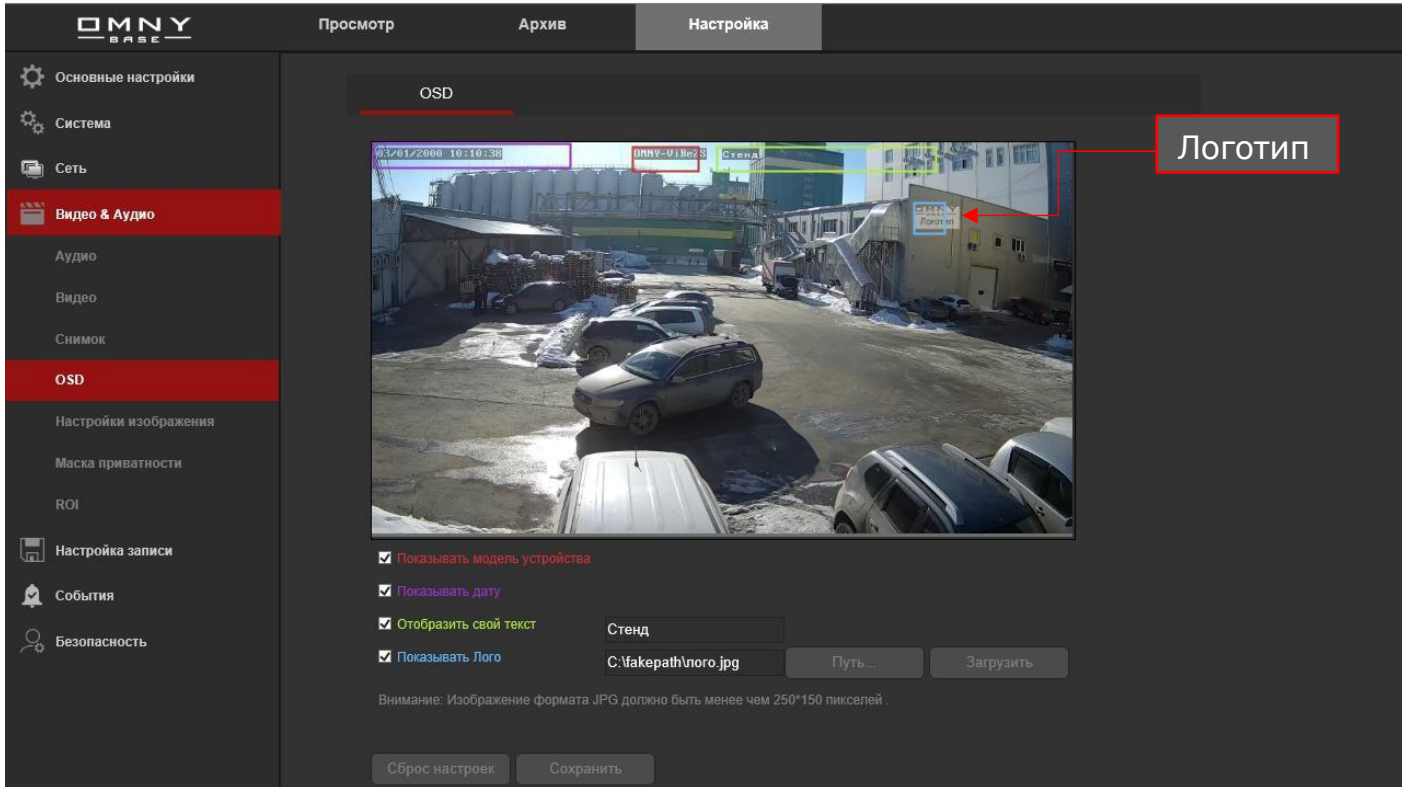 OMNY
BASE
Просмотр
Архив
Настройка
Основные настройки
Система
Сеть
Видео & Аудио
Аудио
Видео
Снимок
OSD
Настройки изображения
Маска приватности
ROI
Настройка записи
События
Безопасность
OSD
03/01/2000 10:10:38
OMNY-ViBe2S
Стенд
OMNY
Логотип
Логотип
Показывать модель устройства
Показывать дату
Отобразить свой текст
Стенд
Показывать Лого
C:\fakepath\лого.jpg
Путь...
Загрузить
Внимание: Изображение формата JPG должно быть менее чем 250*150 пикселей .
Сброс настроек
Сохранить